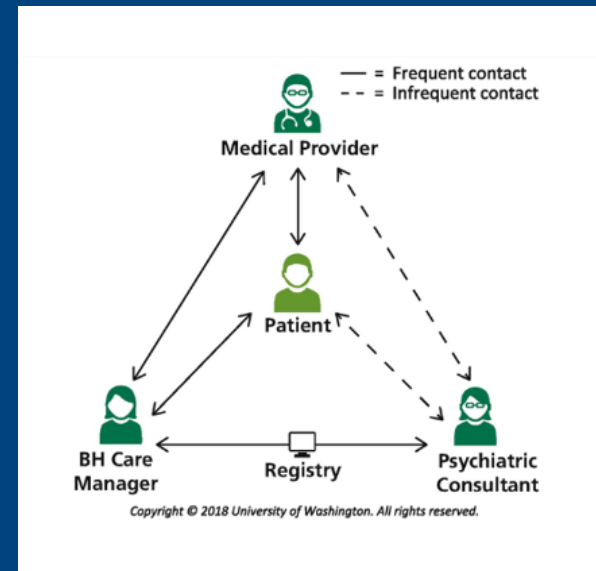 — = Frequent contact
-- = Infrequent contact
Medical Provider
Patient
BH Care
Manager
Registry
Psychiatric
Consultant
Copyright © 2018 University of Washington. All rights reserved.